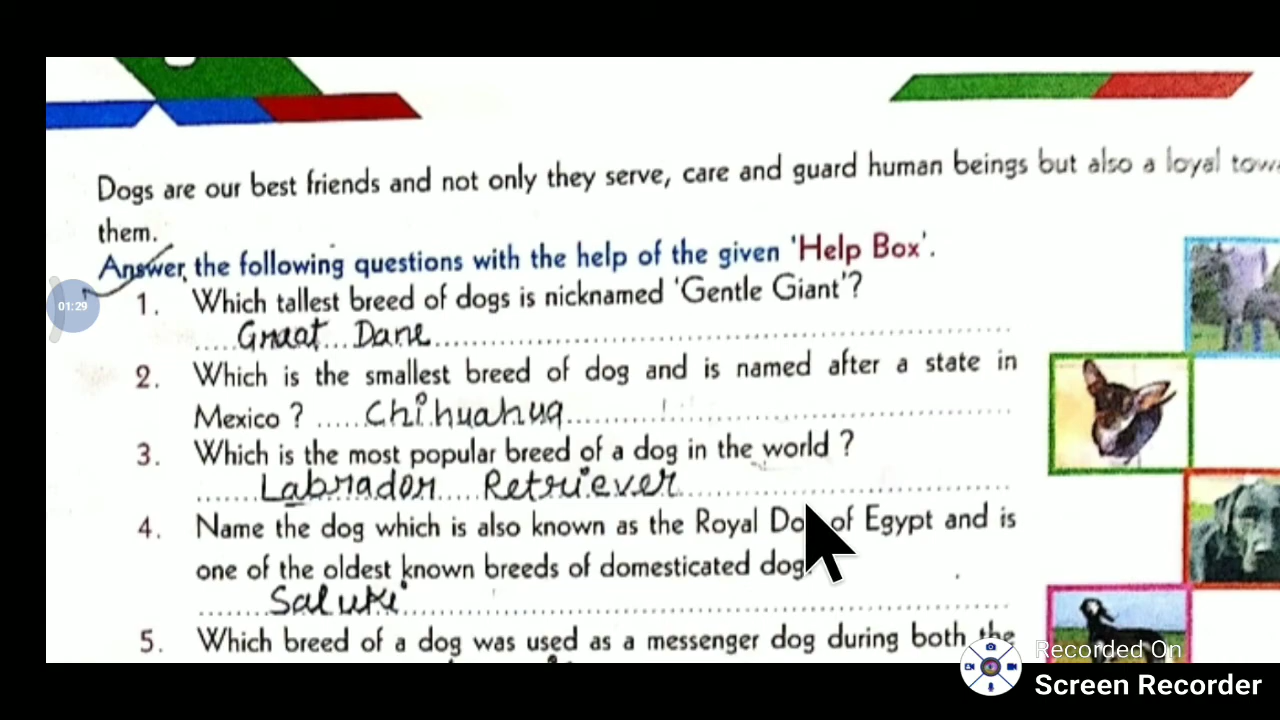 Dogs are our best friends and not only they serve, care and guard human beings but also a loyal
them.
Answer the following questions with the help of the given 'Help Box'.
01:29
1. Which tallest breed of dogs is nicknamed 'Gentle Giant'?
Great Dane
2. Which is the smallest breed of dog and is named after a state in
Mexico ? Chihuahua
3. Which is the most popular breed of a dog in the world ?
Labrador Retriever
4. Name the dog which is also known as the Royal Dog of Egypt and is
one of the oldest known breeds of domesticated dog.
Saluki
5. Which breed of a dog was used as a messenger dog during both the
Recorded On
Screen Recorder